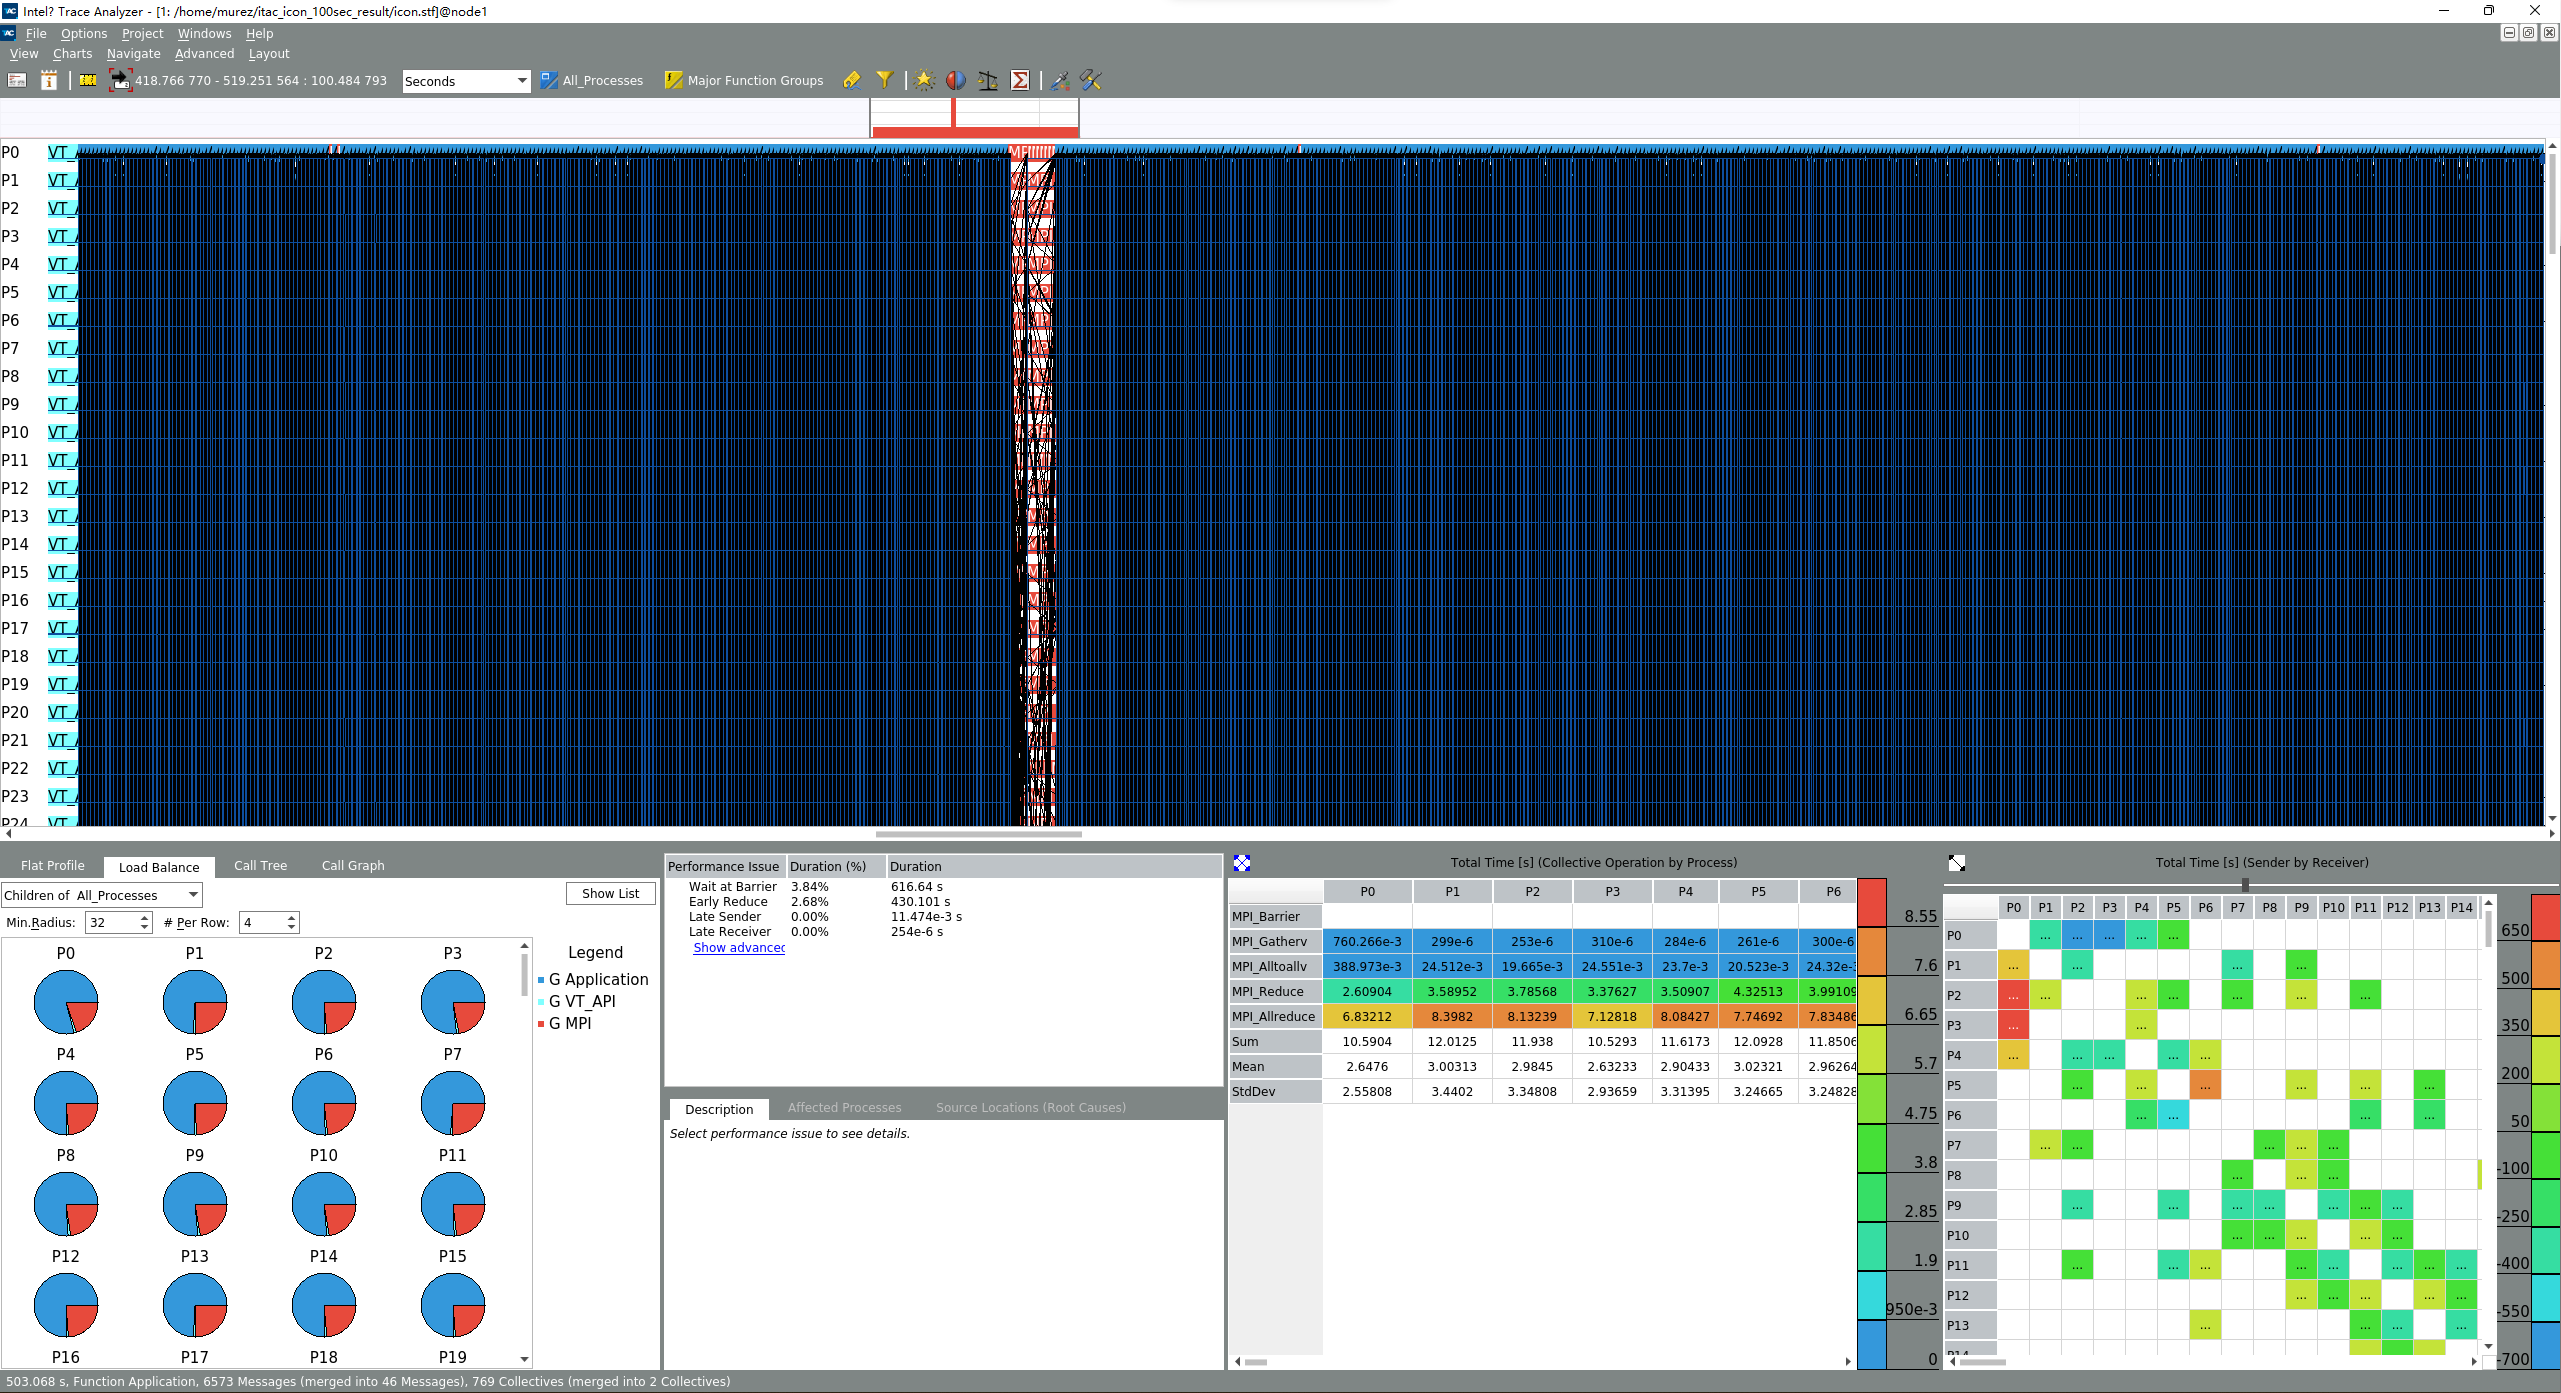 Intel? Trace Analyzer - [1: /home/murez/itac_icon_100sec_result/icon.stf]@node1
File Options Project Windows Help
View Charts Navigate Advanced Layout
418.766 770 - 519.251 564 : 100.484 793 Seconds All_Processes Major Function Groups
P0 VT_
P1 VT_
P2 VT_
P3 VT_
P4 VT_
P5 VT_
P6 VT_
P7 VT_
P8 VT_
P9 VT_
P10 VT_
P11 VT_
P12 VT_
P13 VT_
P14 VT_
P15 VT_
P16 VT_
P17 VT_
P18 VT_
P19 VT_
P20 VT_
P21 VT_
P22 VT_
P23 VT_
P24 VT_
Flat Profile Load Balance Call Tree Call Graph
Children of All_Processes Show List
Min.Radius: 32 # Per Row: 4
P0 P1 P2 P3
P4 P5 P6 P7
P8 P9 P10 P11
P12 P13 P14 P15
P16 P17 P18 P19
Legend
G Application
G VT_API
G MPI
Performance Issue Duration (%) Duration
Wait at Barrier 3.84% 616.64 s
Early Reduce 2.68% 430.101 s
Late Sender 0.00% 11.474e-3 s
Late Receiver 0.00% 254e-6 s
Show advanced
Description Affected Processes Source Locations (Root Causes)
Select performance issue to see details.
Total Time [s] (Collective Operation by Process)
P0 P1 P2 P3 P4 P5 P6
MPI_Barrier
MPI_Gatherv 760.266e-3 299e-6 253e-6 310e-6 284e-6 261e-6 300e-6
MPI_Alltoallv 388.973e-3 24.512e-3 19.665e-3 24.551e-3 23.7e-3 20.523e-3 24.32e-
MPI_Reduce 2.60904 3.58952 3.78568 3.37627 3.50907 4.32513 3.99109
MPI_Allreduce 6.83212 8.3982 8.13239 7.12818 8.08427 7.74692 7.83486
Sum 10.5904 12.0125 11.938 10.5293 11.6173 12.0928 11.8506
Mean 2.6476 3.00313 2.9845 2.63233 2.90433 3.02321 2.96264
StdDev 2.55808 3.4402 3.34808 2.93659 3.31395 3.24665 3.24828
8.55
7.6
6.65
5.7
4.75
3.8
2.85
1.9
950e-3
0
Total Time [s] (Sender by Receiver)
P0 P1 P2 P3 P4 P5 P6 P7 P8 P9 P10 P11 P12 P13 P14
P0 ... ... ... ... ...
P1 ... ... ... ...
P2 ... ... ... ... ... ... ...
P3 ... ...
P4 ... ... ... ... ...
P5 ... ... ... ... ... ...
P6 ... ... ... ...
P7 ... ... ... ... ...
P8 ... ... ...
P9 ... ... ... ... ... ... ...
P10 ... ... ... ... ...
P11 ... ... ... ... ... ... ... ...
P12 ... ... ... ... ...
P13 ... ... ... ...
P14
650
500
350
200
50
-100
-250
-400
-550
-700
503.068 s, Function Application, 6573 Messages (merged into 46 Messages), 769 Collectives (merged into 2 Collectives)